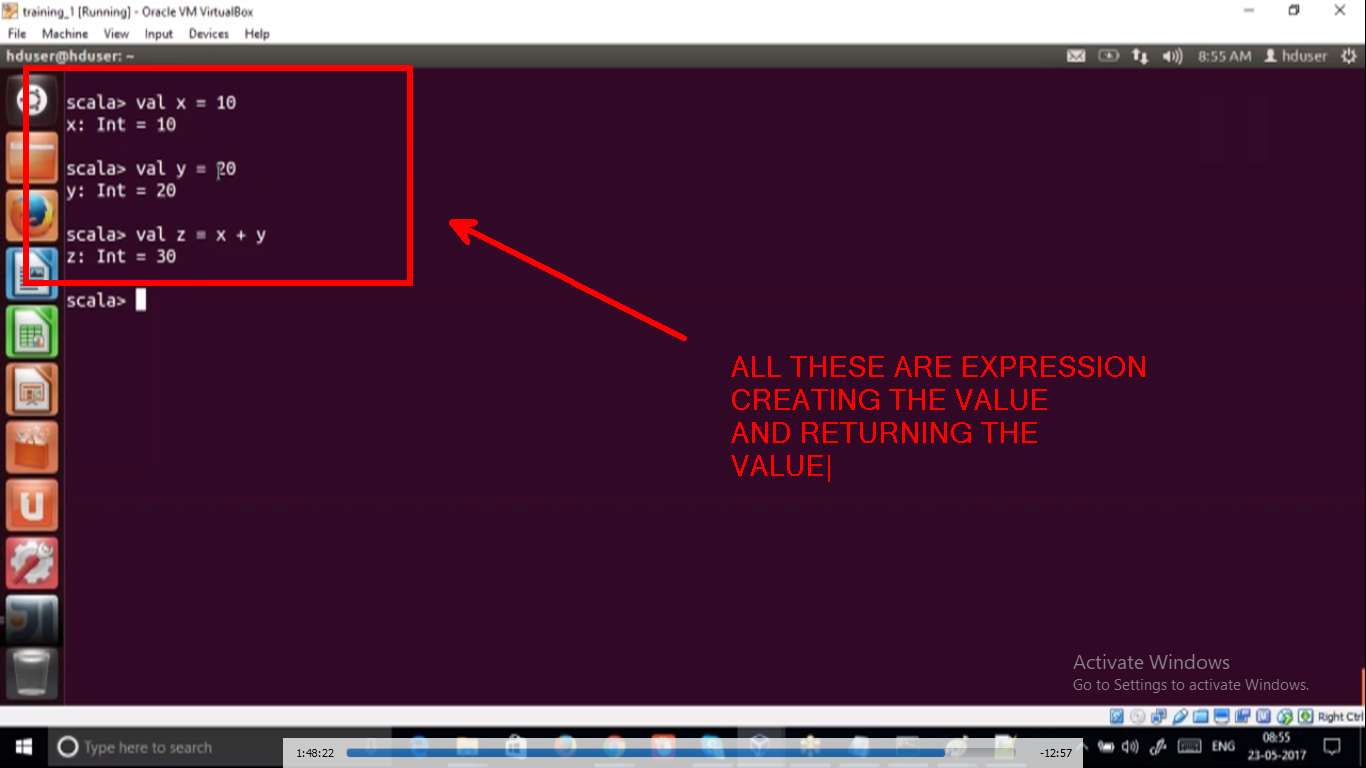 training_1 [Running] - Oracle VM VirtualBox
File Machine View Input Devices Help
hduser@hduser: ~
8:55 AM hduser
scala> val x = 10
x: Int = 10
scala> val y = 20
y: Int = 20
scala> val z = x + y
z: Int = 30
scala>
ALL THESE ARE EXPRESSION
CREATING THE VALUE
AND RETURNING THE
VALUE
Activate Windows
Go to Settings to activate Windows.
Right Ctrl
Type here to search
1:48:22
-12:57
ENG
08:55
23-05-2017